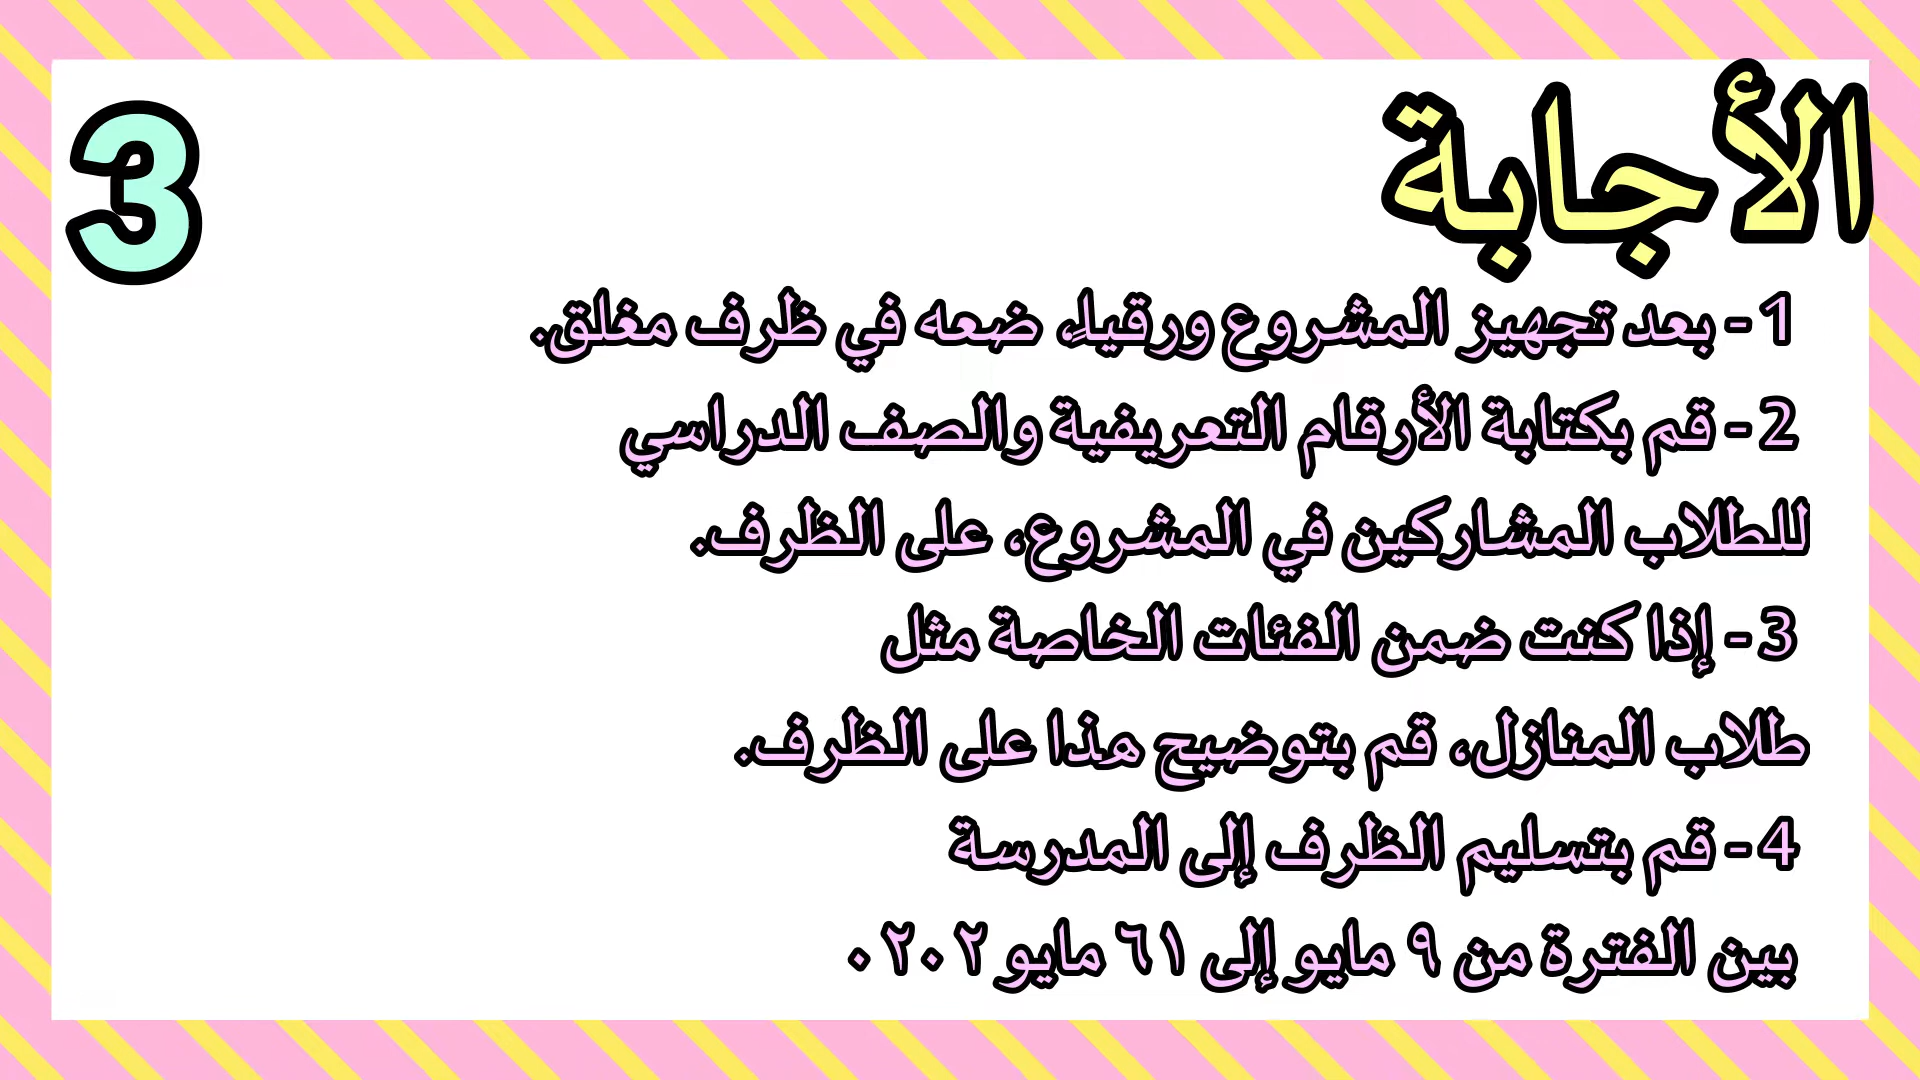 3
الأجابة
1- بعد تجهيز المشروع ورقياٍ، ضعه في ظرف مغلق.
2- قم بكتابة الأرقام التعريفية والصف الدراسي
للطلاب المشاركين في المشروع، على الظرف.
3- إذا كنت ضمن الفئات الخاصة مثل
طلاب المنازل، قم بتوضيح هذا على الظرف.
4- قم بتسليم الظرف إلى المدرسة
بين الفترة من ٩ مايو إلى ٦١ مايو ٠٢٠٢